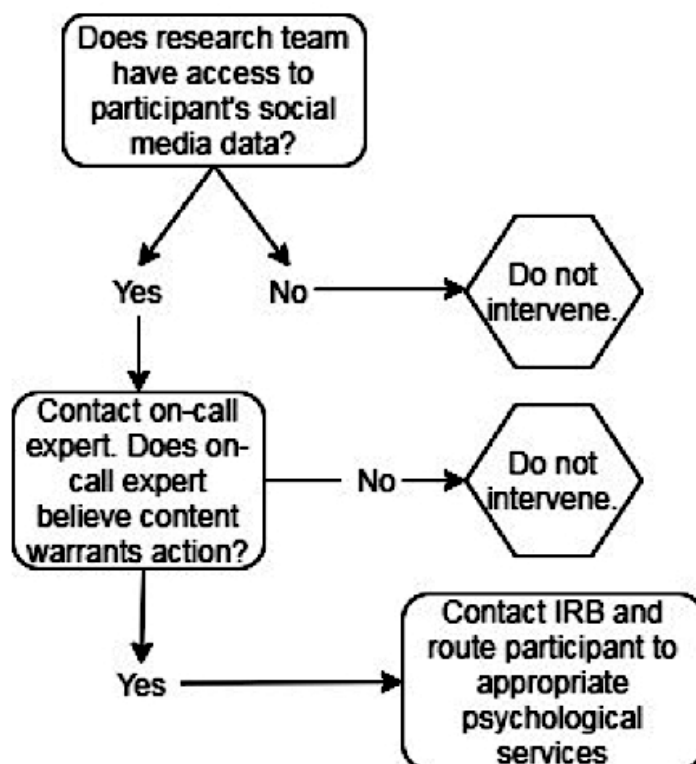 Does research team
have access to
participant's social
media data?
Yes
No
Do not
intervene.
Contact on-call
expert. Does on-
call expert
believe content
warrants action?
No
Do not
intervene.
Yes
Contact IRB and
route participant to
appropriate
psychological
services